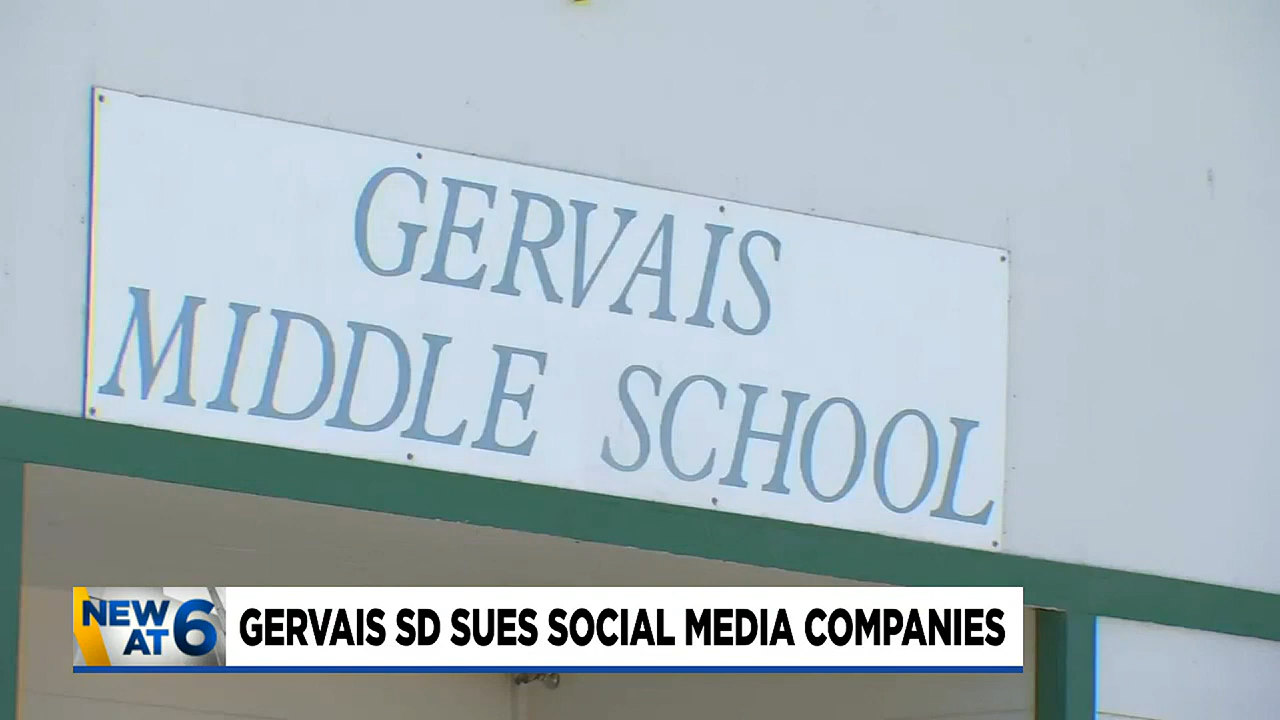 GERVAIS
MIDDLE SCHOOL
NEW AT 6
GERVAIS SD SUES SOCIAL MEDIA COMPANIES